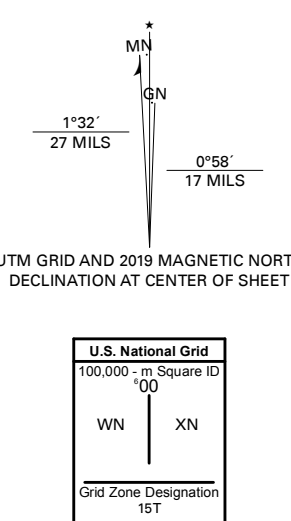 ★
MN
GN
1°32´
27 MILS
0°58´
17 MILS
UTM GRID AND 2019 MAGNETIC NORT
DECLINATION AT CENTER OF SHEET
U.S. National Grid
100,000 - m Square ID
⁶00
WN XN
Grid Zone Designation
15T